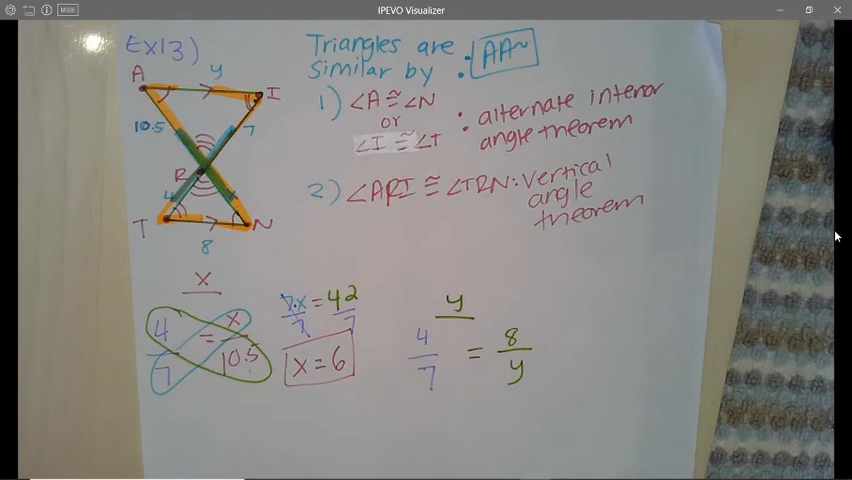 IPEVO Visualizer
MODE
Ex13)
Triangles are
similar by : AA~
A
y
I
10.5
7
R
4
x
T
N
8
1) ∠A ≅ ∠N
or
∠I ≅ ∠T
: alternate interior
angle theorem
2) ∠ARI ≅ ∠TRN: vertical
angle
theorem
x
4/7 = x/10.5
7x/7 = 42/7
x = 6
y
4/7 = 8/y